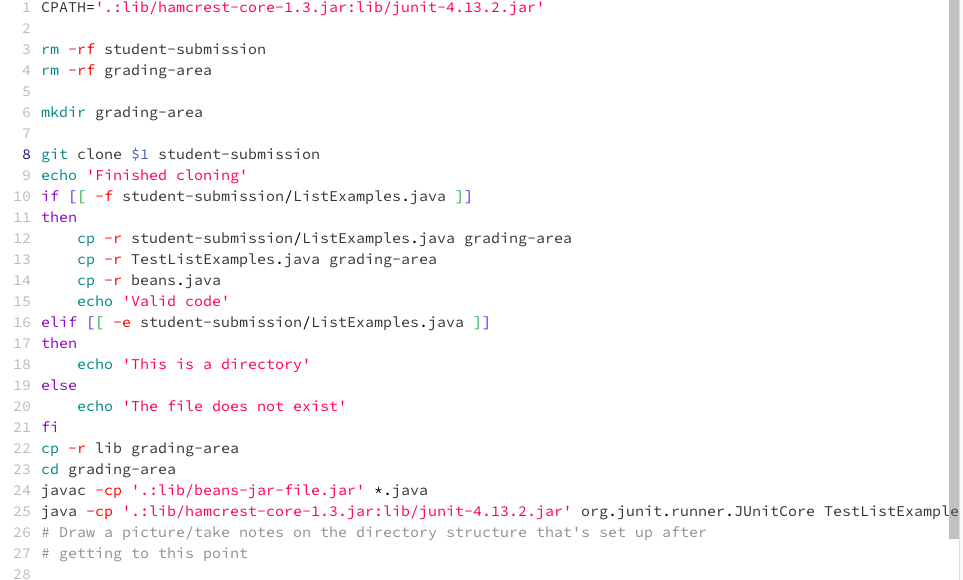 1 CPATH='.:lib/hamcrest-core-1.3.jar:lib/junit-4.13.2.jar'
2
3 rm -rf student-submission
4 rm -rf grading-area
5
6 mkdir grading-area
7
8 git clone $1 student-submission
9 echo 'Finished cloning'
10 if [[ -f student-submission/ListExamples.java ]]
11 then
12     cp -r student-submission/ListExamples.java grading-area
13     cp -r TestListExamples.java grading-area
14     cp -r beans.java
15     echo 'Valid code'
16 elif [[ -e student-submission/ListExamples.java ]]
17 then
18     echo 'This is a directory'
19 else
20     echo 'The file does not exist'
21 fi
22 cp -r lib grading-area
23 cd grading-area
24 javac -cp '.:lib/beans-jar-file.jar' *.java
25 java -cp '.:lib/hamcrest-core-1.3.jar:lib/junit-4.13.2.jar' org.junit.runner.JUnitCore TestListExample
26 # Draw a picture/take notes on the directory structure that's set up after
27 # getting to this point
28